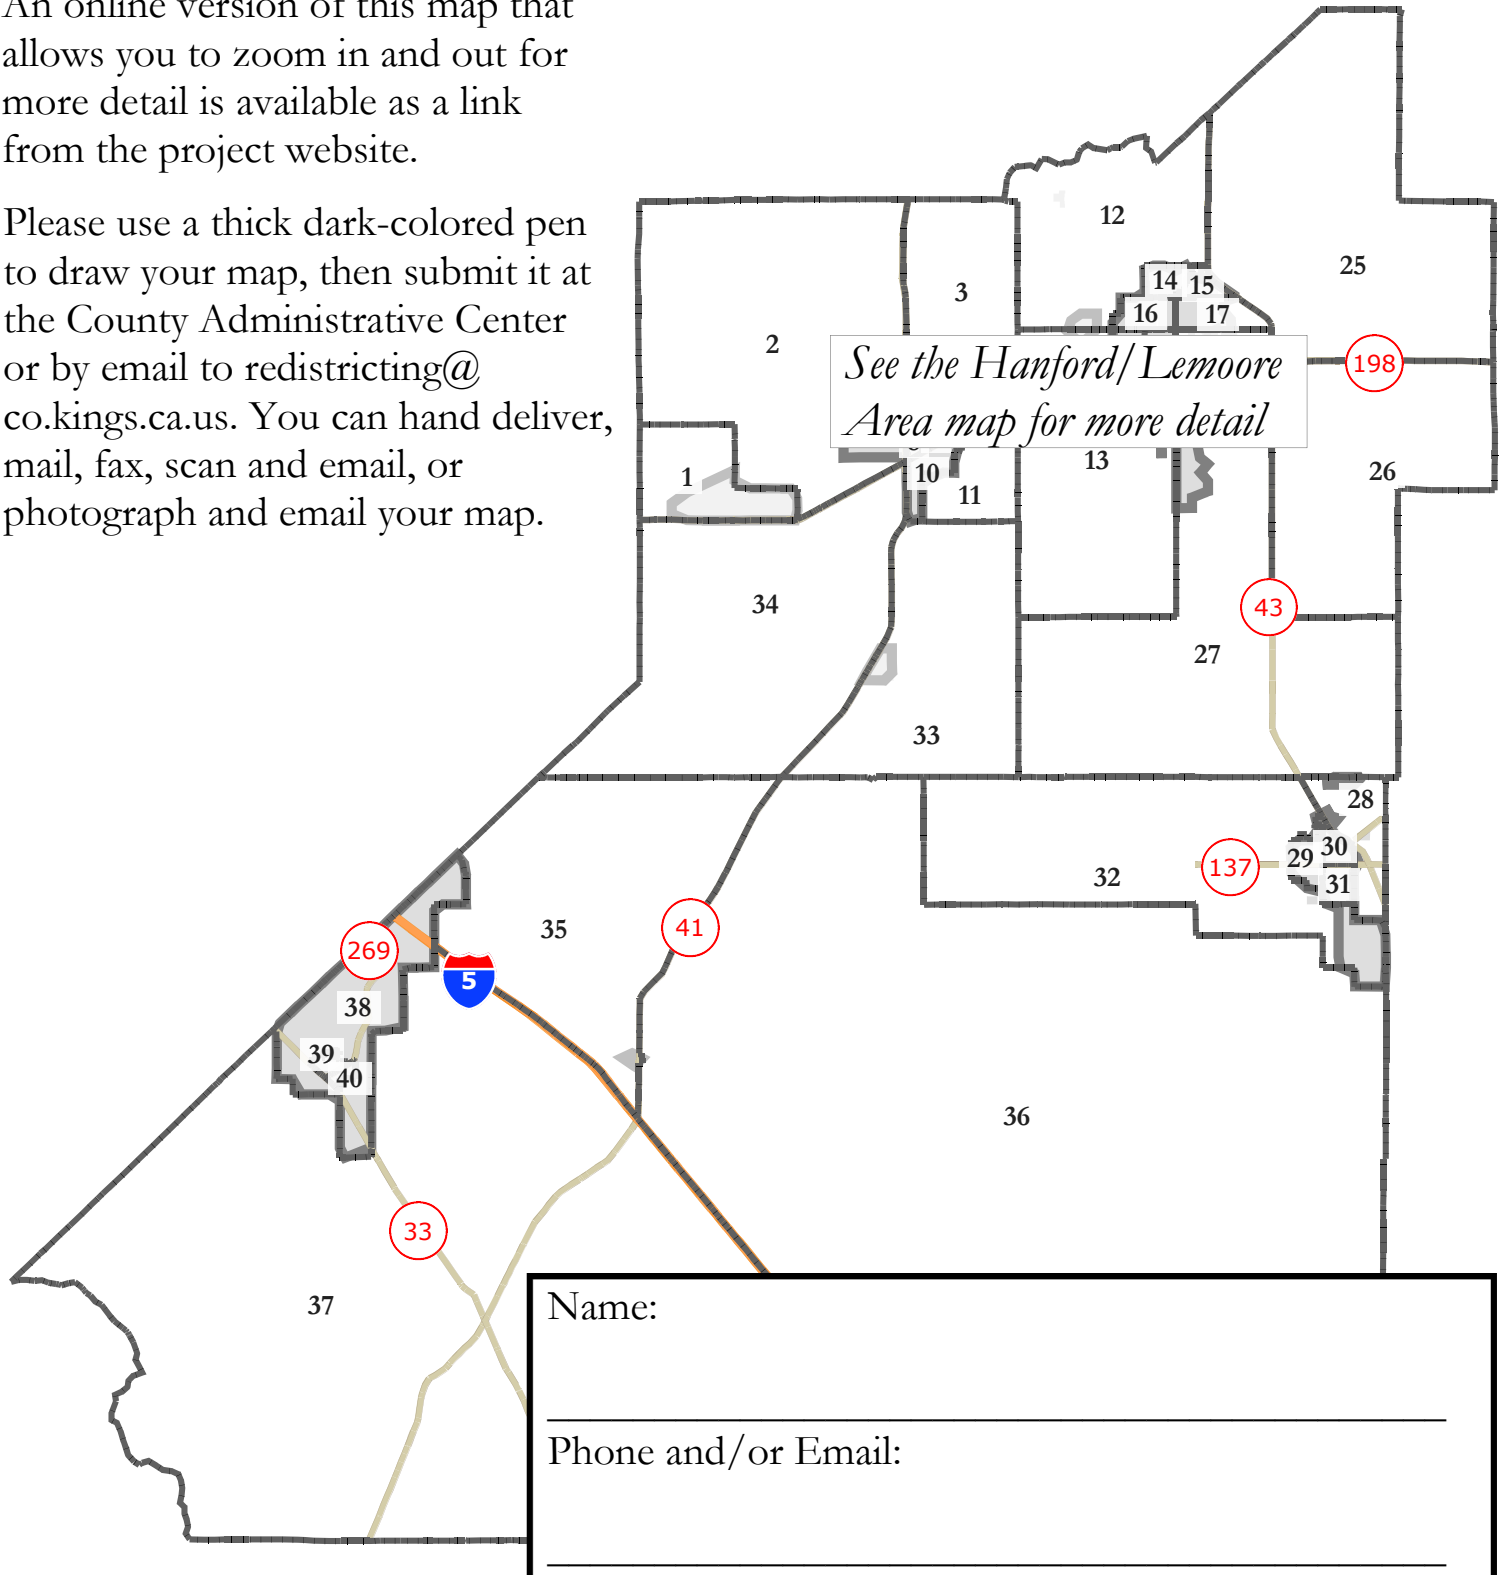 An online version of this map that
allows you to zoom in and out for
more detail is available as a link
from the project website.
Please use a thick dark-colored pen
to draw your map, then submit it at
the County Administrative Center
or by email to redistricting@
co.kings.ca.us. You can hand deliver,
mail, fax, scan and email, or
photograph and email your map.
12
25
14
15
3
16
17
2
See the Hanford/Lemoore
Area map for more detail
198
13
26
1
10
11
34
43
27
33
28
30
29
137
32
31
35
41
269
5
38
39
40
36
33
37
Name:
Phone and/or Email: